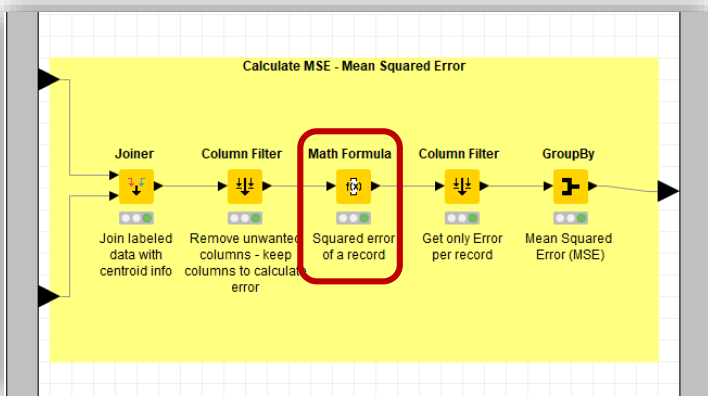 Calculate MSE - Mean Squared Error
Joiner
Column Filter
Math Formula
Column Filter
GroupBy
f(x)
Join labeled
data with
centroid info
Remove unwanted
columns - keep
columns to calculate
error
Squared error
of a record
Get only Error
per record
Mean Squared
Error (MSE)